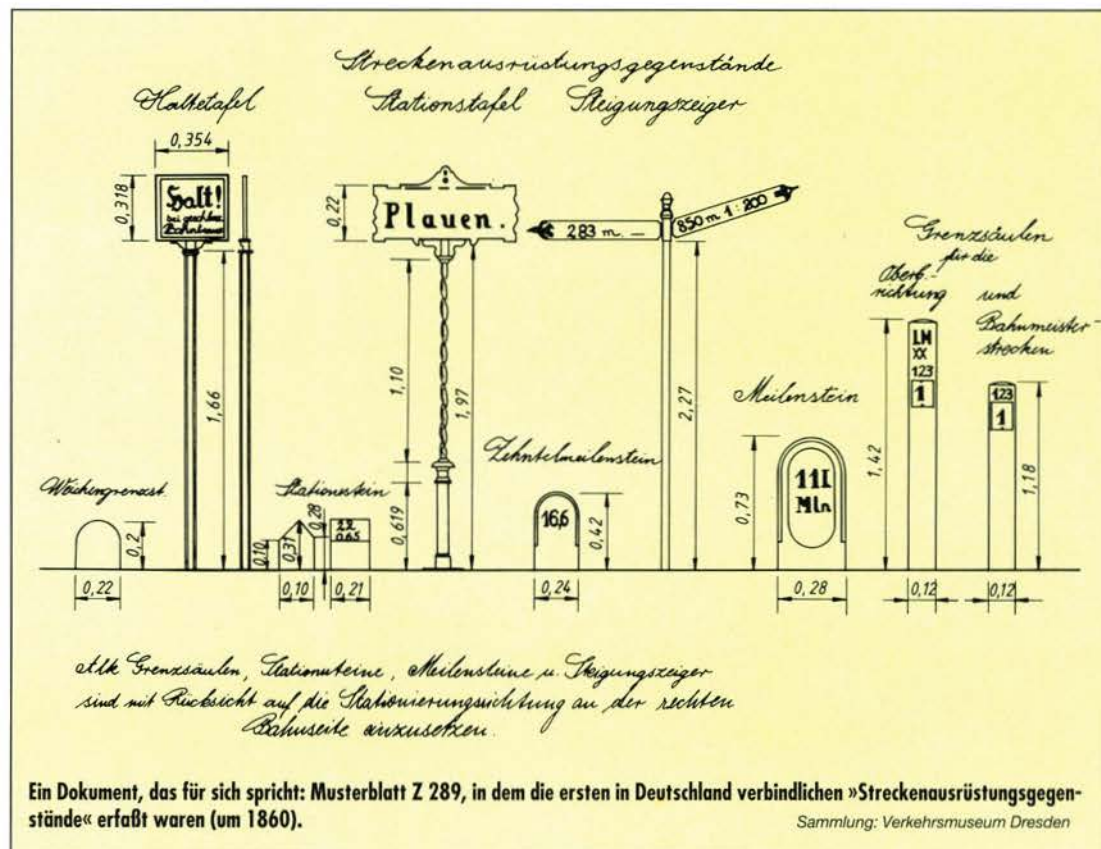 Streckenausrüstungsgegenstände
Haltetafel
Stationstafel
Steigungszeiger
0,354
0,318
Halt!
bei geschloss.
1,66
0,22
Plauen.
1,10
1,97
0,619
283 m. —
850 m 1:200
2,27
Grenzsäulen
für die
Oberb.-
richtung und
Bahnmeister-
strecken
LM
XX
123
1
1,42
123
1
1,18
0,12
0,12
Meilenstein
0,73
11I
Mln
0,28
Zehntelmeilenstein
16,6
0,42
0,24
Weichengrenzst.
0,2
0,22
Stationsstein
0,10
0,31
0,28
0,10
22
0,65
0,21
Alle Grenzsäulen, Stationsteine, Meilensteine u. Steigungszeiger
sind mit Rücksicht auf die Stationierungsrichtung an der rechten
Bahnseite einzusetzen.
Ein Dokument, das für sich spricht: Musterblatt Z 289, in dem die ersten in Deutschland verbindlichen »Streckenausrüstungsgegen-
stände« erfaßt waren (um 1860).
Sammlung: Verkehrsmuseum Dresden